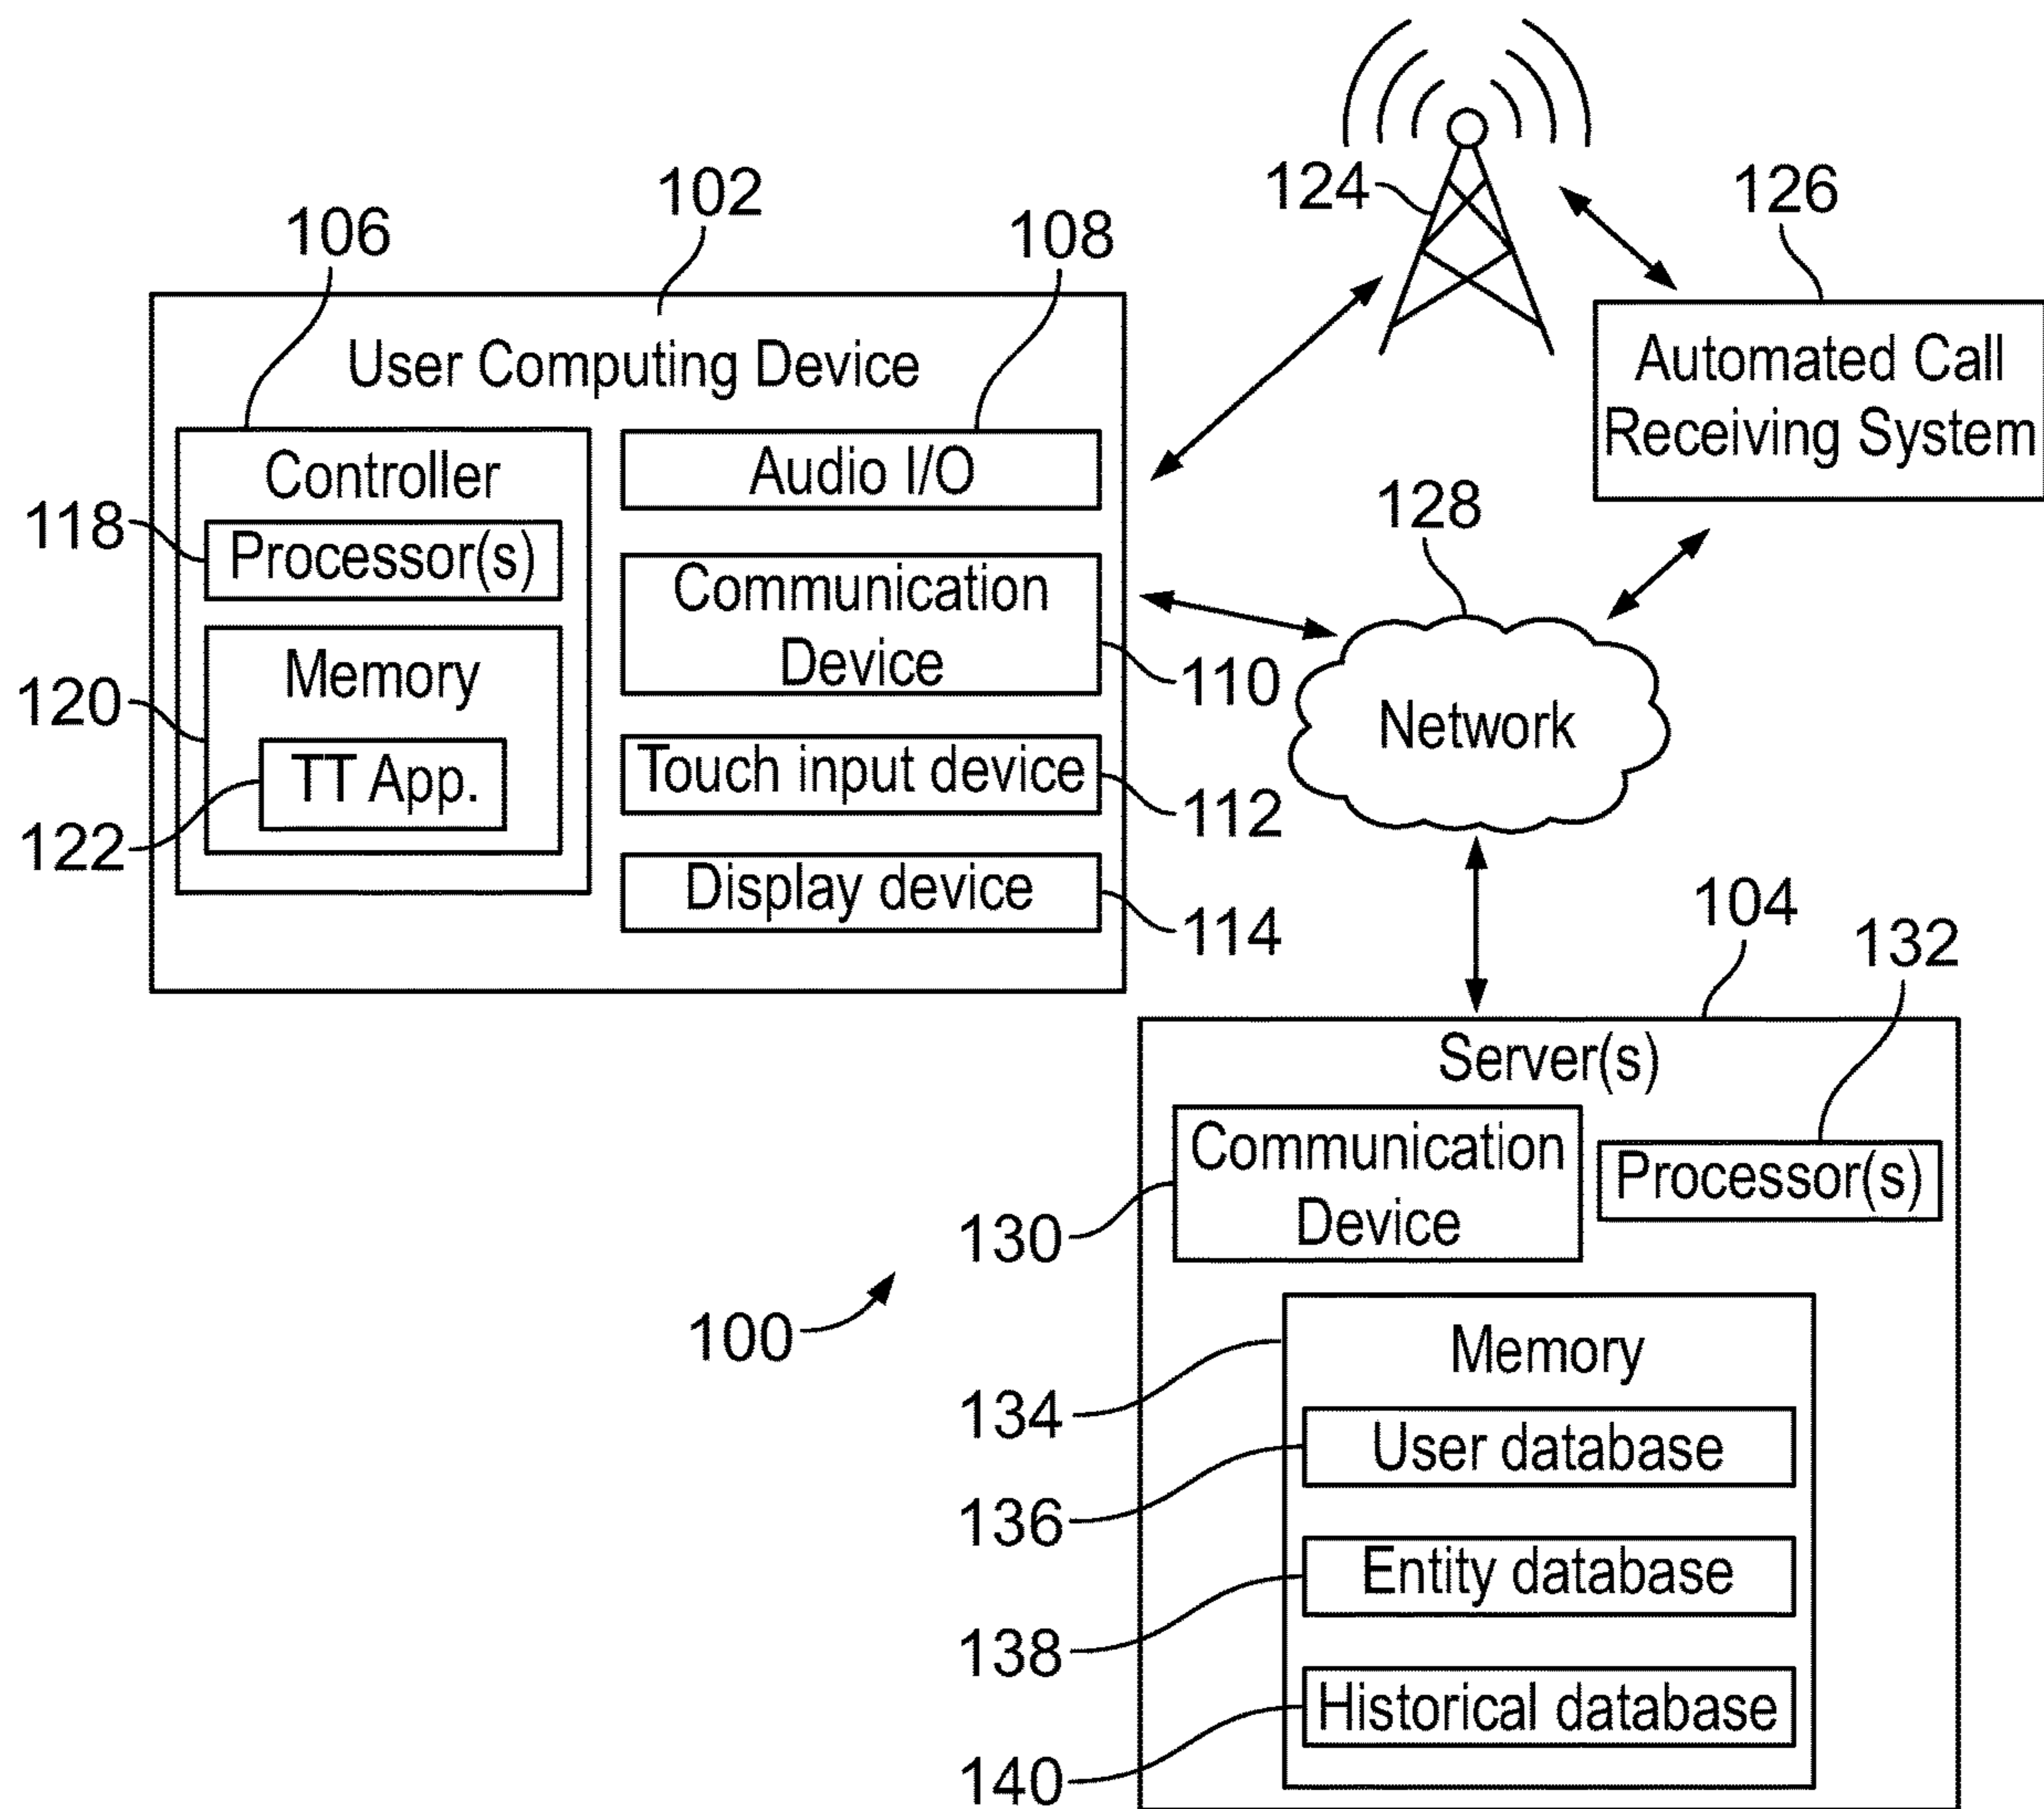 124
126
102
106
108
User Computing Device
Automated Call
Receiving System
Controller
Audio I/O
118
Processor(s)
128
Communication
Device
110
120
Memory
Network
TT App.
Touch input device
122
112
Display device
114
104
132
Server(s)
Communication
Device
Processor(s)
130
100
Memory
134
User database
136
Entity database
138
Historical database
140